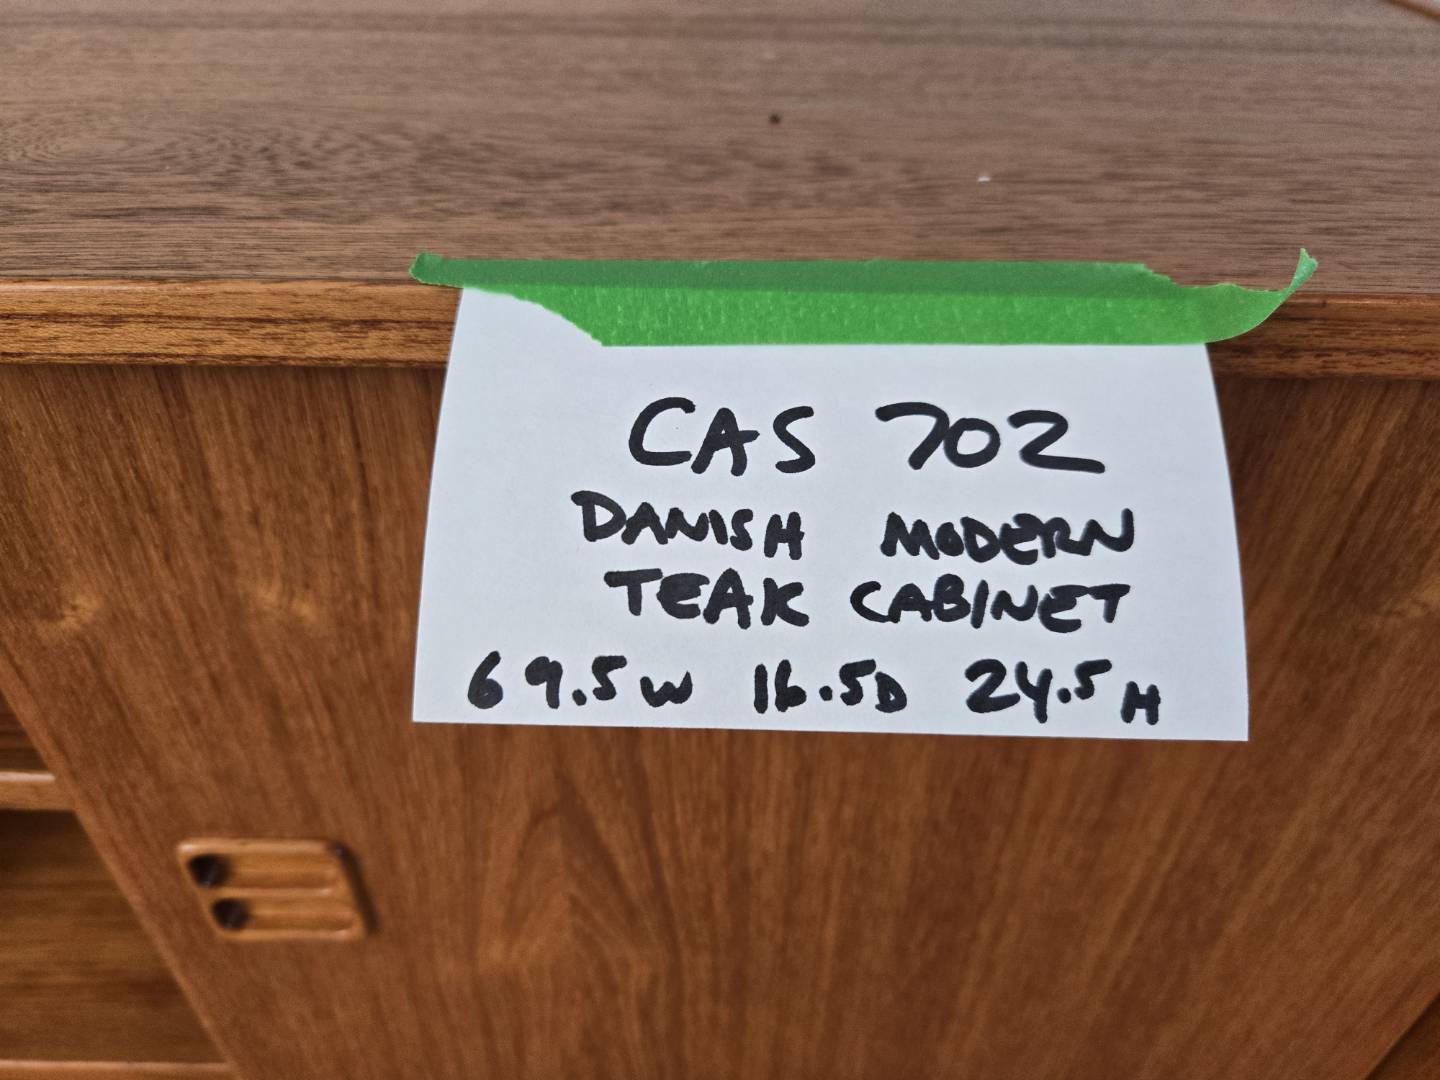 CAS 702
DANISH MODERN
TEAK CABINET
69.5W 16.5D 24.5H